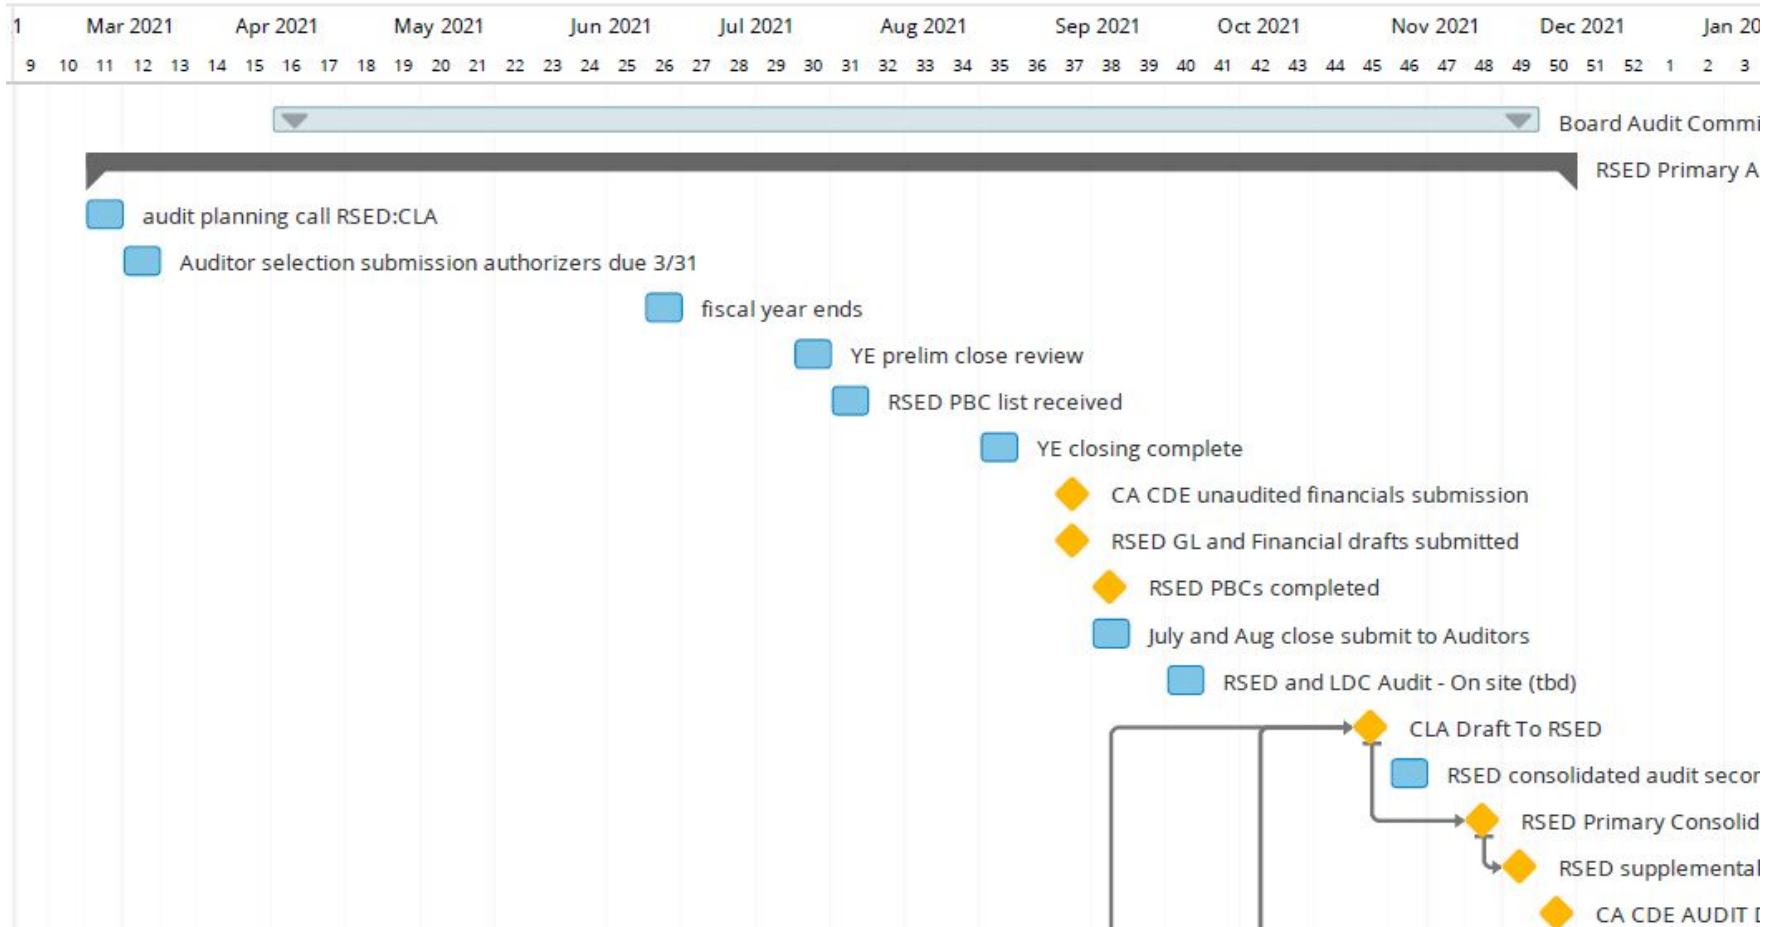 1 Mar 2021 Apr 2021 May 2021 Jun 2021 Jul 2021 Aug 2021 Sep 2021 Oct 2021 Nov 2021 Dec 2021 Jan 20
9 10 11 12 13 14 15 16 17 18 19 20 21 22 23 24 25 26 27 28 29 30 31 32 33 34 35 36 37 38 39 40 41 42 43 44 45 46 47 48 49 50 51 52 1 2 3
Board Audit Commi
RSED Primary A
audit planning call RSED:CLA
Auditor selection submission authorizers due 3/31
fiscal year ends
YE prelim close review
RSED PBC list received
YE closing complete
CA CDE unaudited financials submission
RSED GL and Financial drafts submitted
RSED PBCs completed
July and Aug close submit to Auditors
RSED and LDC Audit - On site (tbd)
CLA Draft To RSED
RSED consolidated audit secon
RSED Primary Consolid
RSED supplemental
CA CDE AUDIT